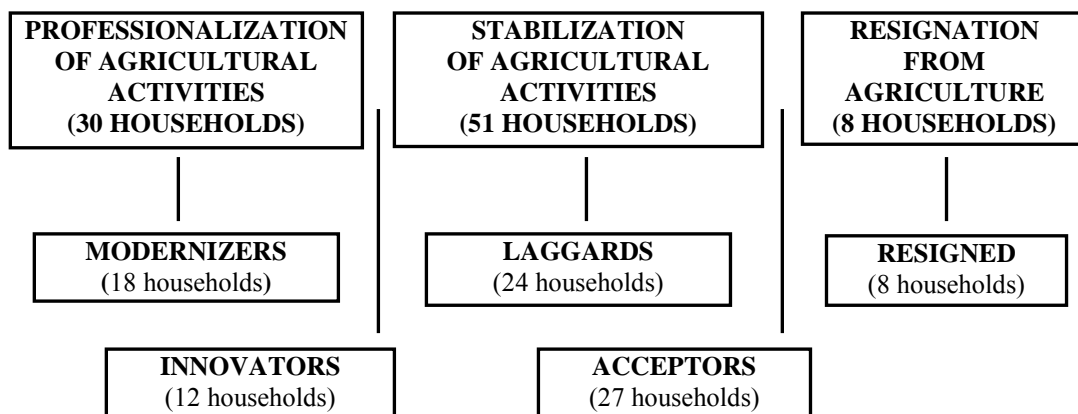 PROFESSIONALIZATION
OF AGRICULTURAL
ACTIVITIES
(30 HOUSEHOLDS)
STABILIZATION
OF AGRICULTURAL
ACTIVITIES
(51 HOUSEHOLDS)
RESIGNATION
FROM
AGRICULTURE
(8 HOUSEHOLDS)
MODERNIZERS
(18 households)
LAGGARDS
(24 households)
RESIGNED
(8 households)
INNOVATORS
(12 households)
ACCEPTORS
(27 households)